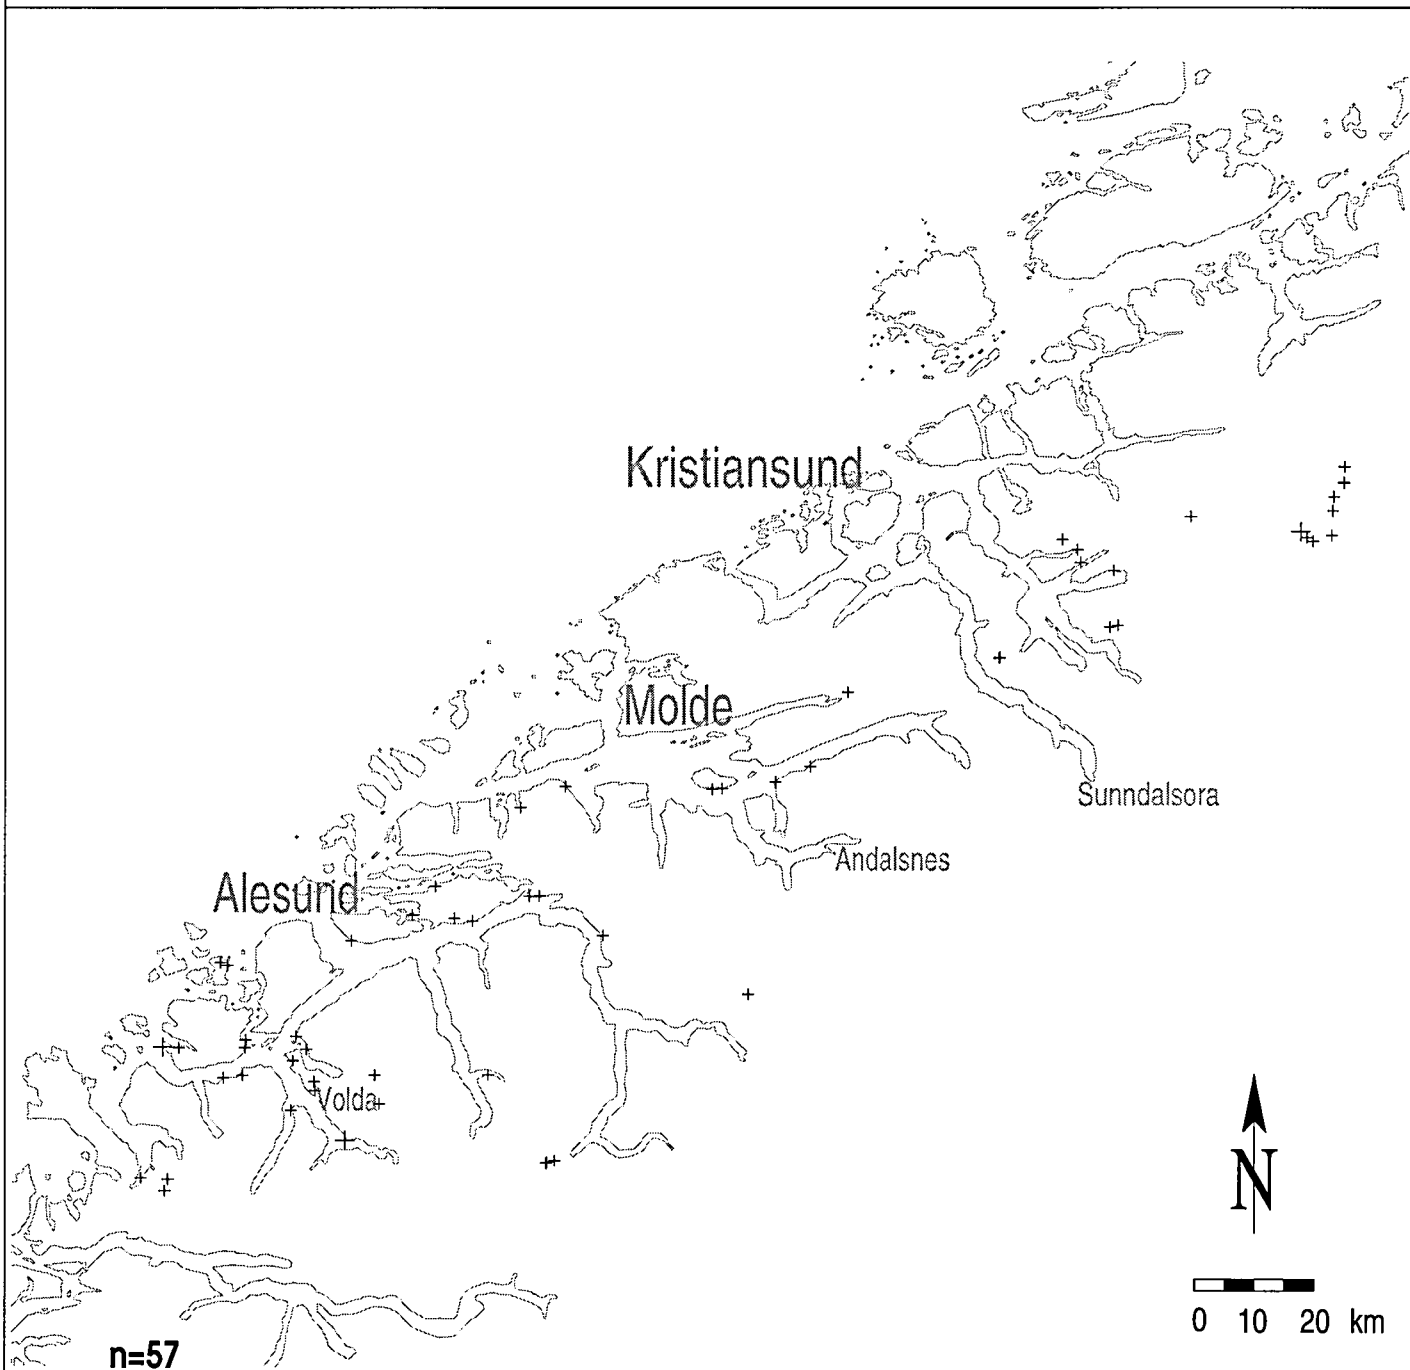 Kristiansund
Molde
Sunndalsora
Andalsnes
Alesund
Volda
N
0 10 20 km
n=57